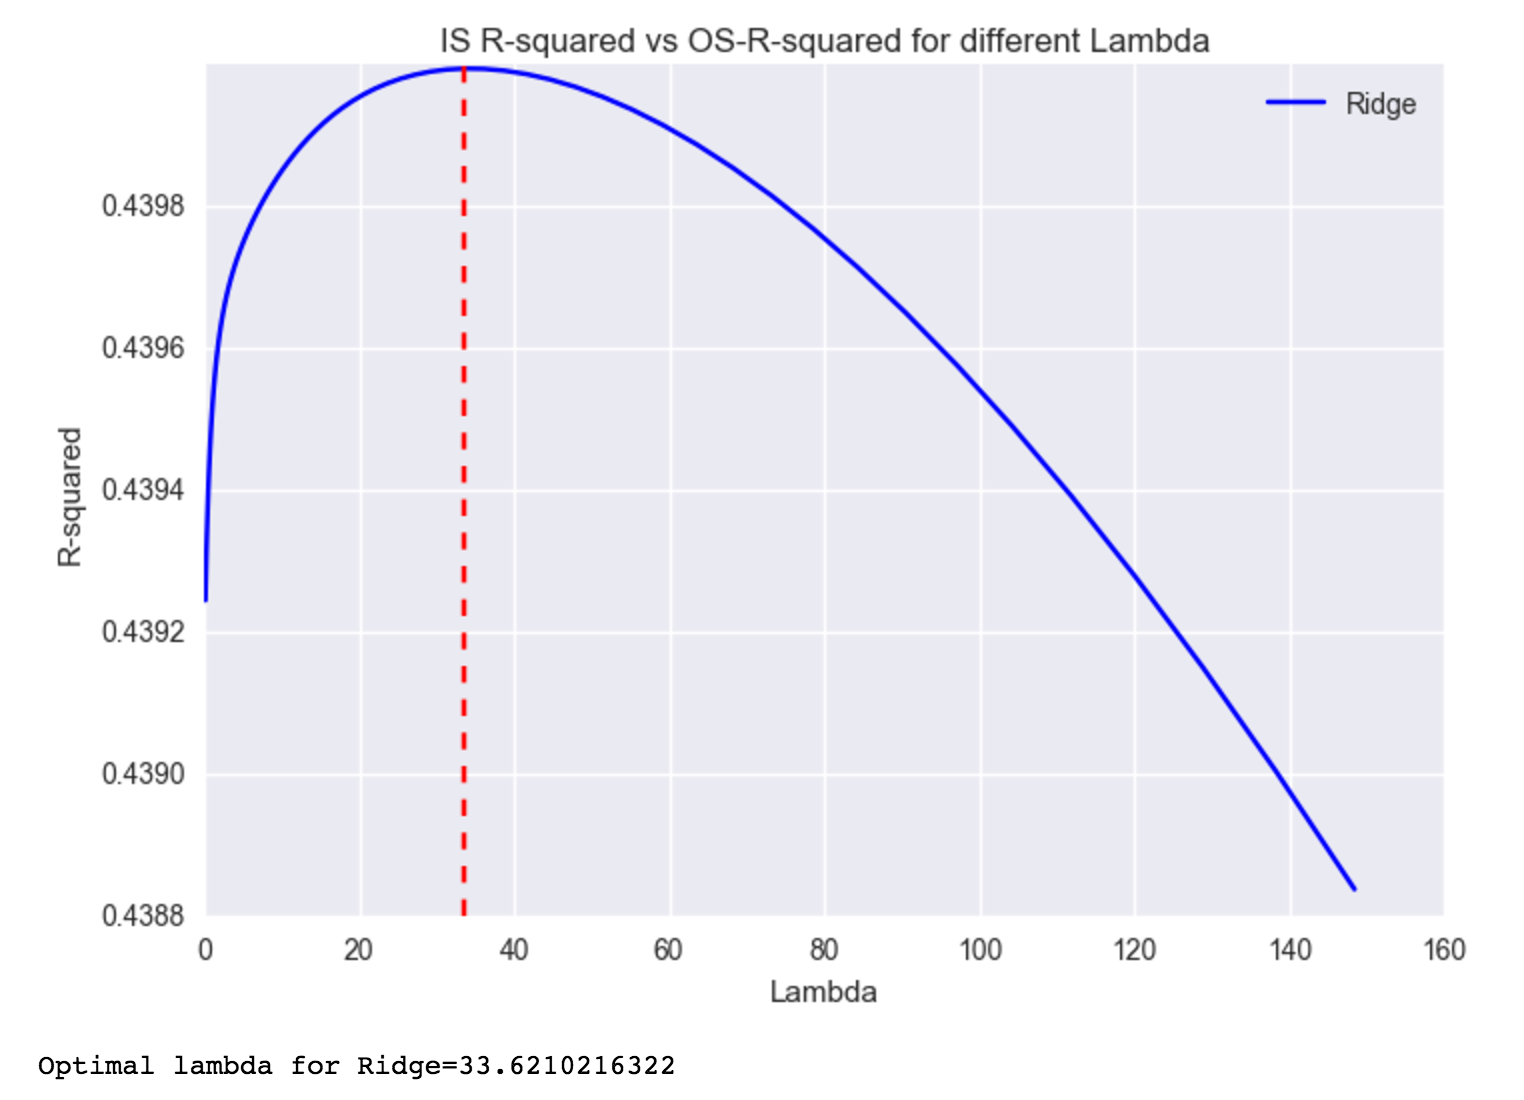 IS R-squared vs OS-R-squared for different Lambda
Ridge
0.4398
0.4396
0.4394
0.4392
0.4390
0.4388
R-squared
0 20 40 60 80 100 120 140 160
Lambda
Optimal lambda for Ridge=33.6210216322